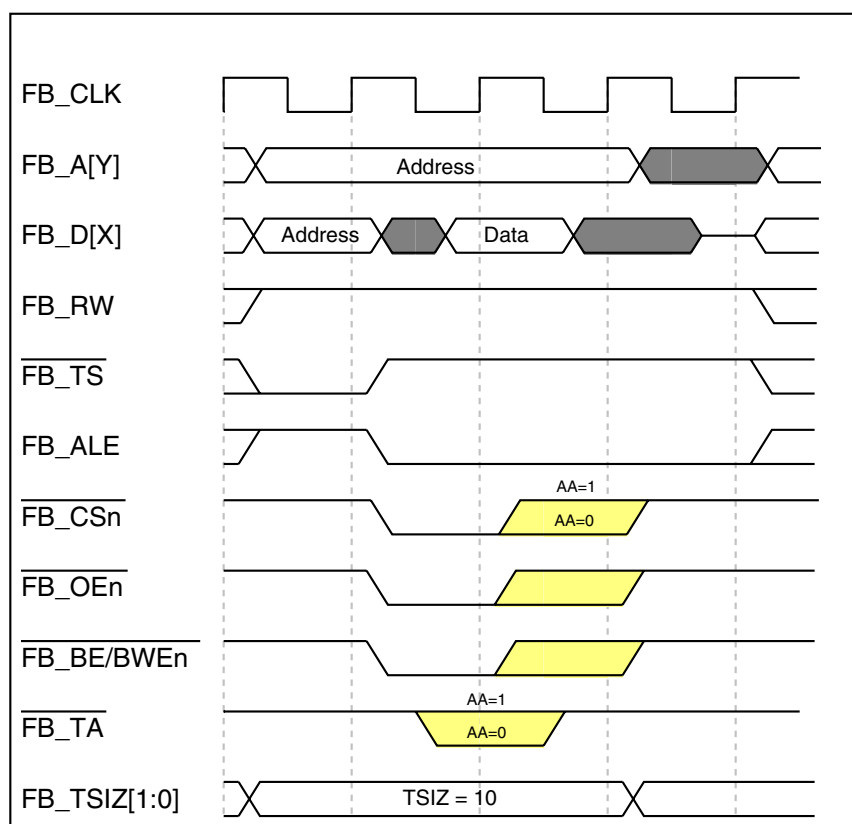 FB_CLK
FB_A[Y]
Address
FB_D[X]
Address
Data
FB_RW
FB_TS
FB_ALE
AA=1
FB_CSn
AA=0
FB_OEn
FB_BE/BWEn
AA=1
FB_TA
AA=0
FB_TSIZ[1:0]
TSIZ = 10